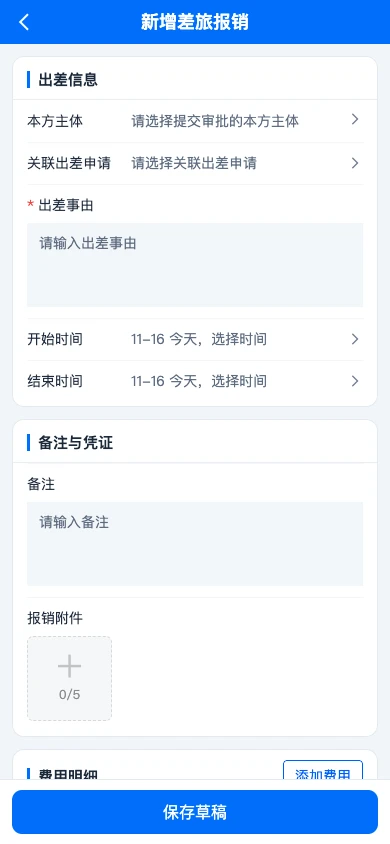 新增差旅报销
出差信息
本方主体 请选择提交审批的本方主体
关联出差申请 请选择关联出差申请
* 出差事由
请输入出差事由
开始时间 11-16 今天，选择时间
结束时间 11-16 今天，选择时间
备注与凭证
备注
请输入备注
报销附件
0/5
费用明细 添加费用
保存草稿